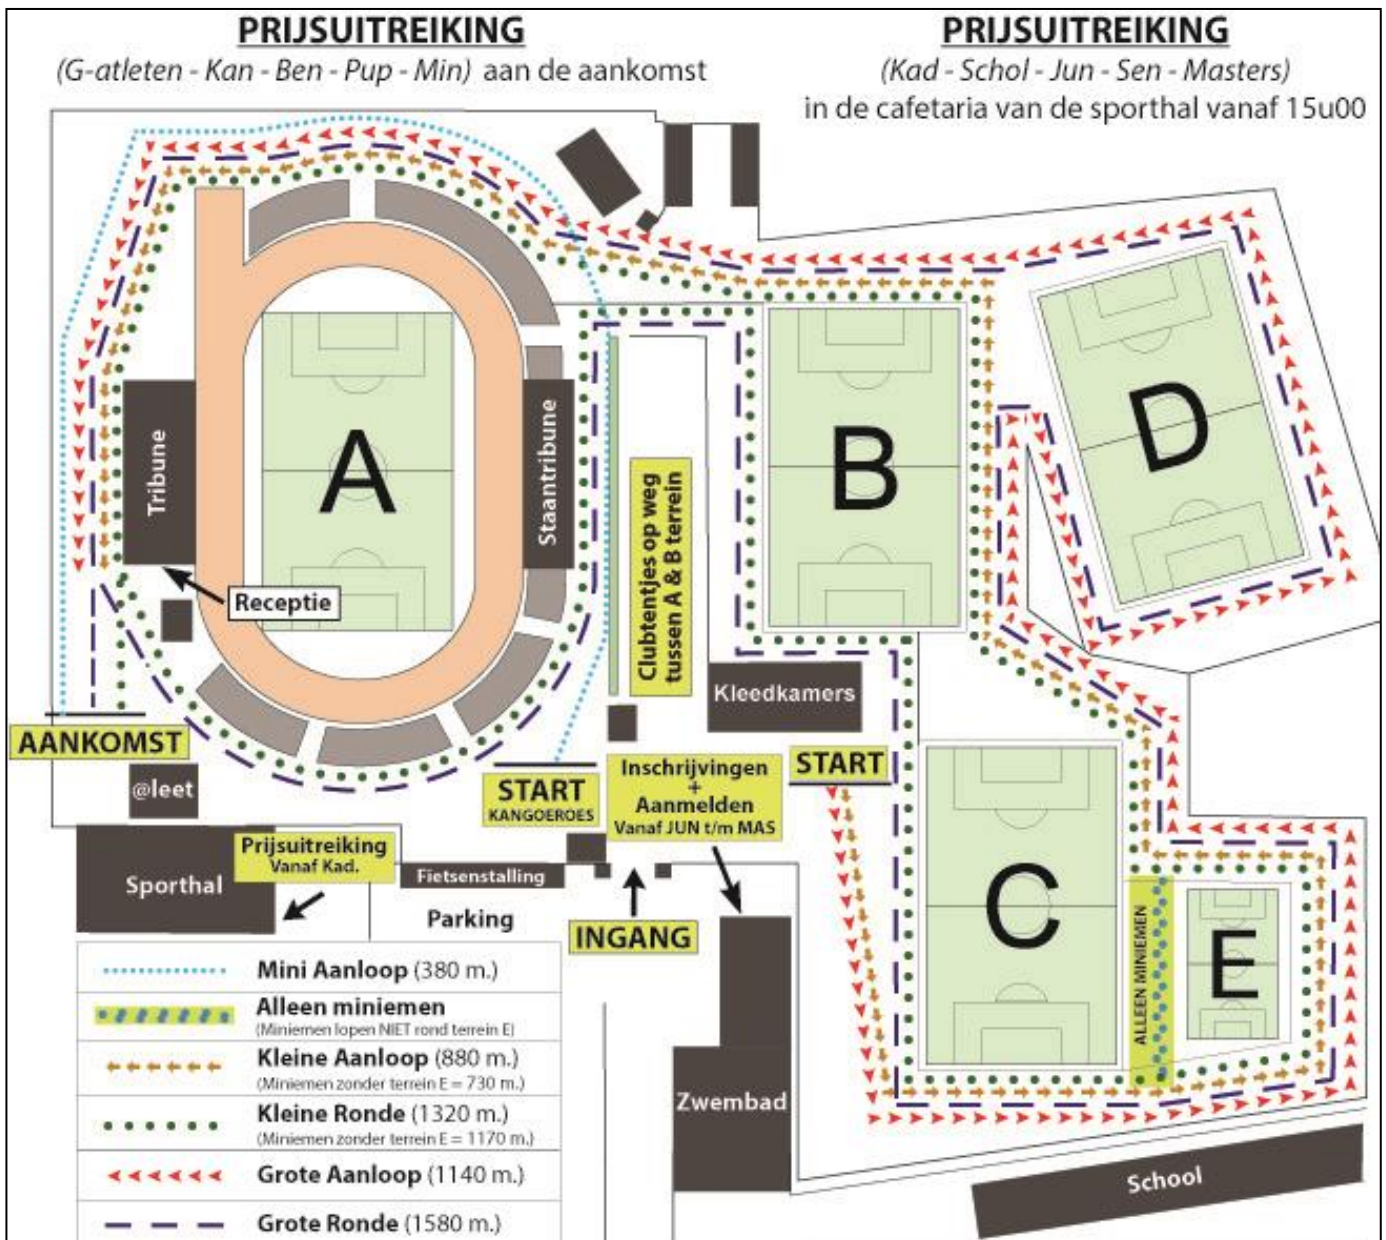 PRIJSUITREIKING
(G-atleten - Kan - Ben - Pup - Min) aan de aankomst
PRIJSUITREIKING
(Kad - Schol - Jun - Sen - Masters)
in de cafetaria van de sporthal vanaf 15u00
A
B
C
D
E
Tribune
Staantribune
Receptie
Clubtentjes op weg
tussen A & B terrein
Kleedkamers
AANKOMST
@leet
START
KANGOEROES
Inschrijvingen
+
Aanmelden
Vanaf JUN t/m MAS
START
Prijsuitreiking
Vanaf Kad.
Sporthal
Fietsenstalling
Parking
INGANG
ALLEEN MINIEMEN
Zwembad
School
Mini Aanloop (380 m.)
Alleen miniemen
(Miniemen lopen NIET rond terrein E)
Kleine Aanloop (880 m.)
(Miniemen zonder terrein E = 730 m.)
Kleine Ronde (1320 m.)
(Miniemen zonder terrein E = 1170 m.)
Grote Aanloop (1140 m.)
Grote Ronde (1580 m.)